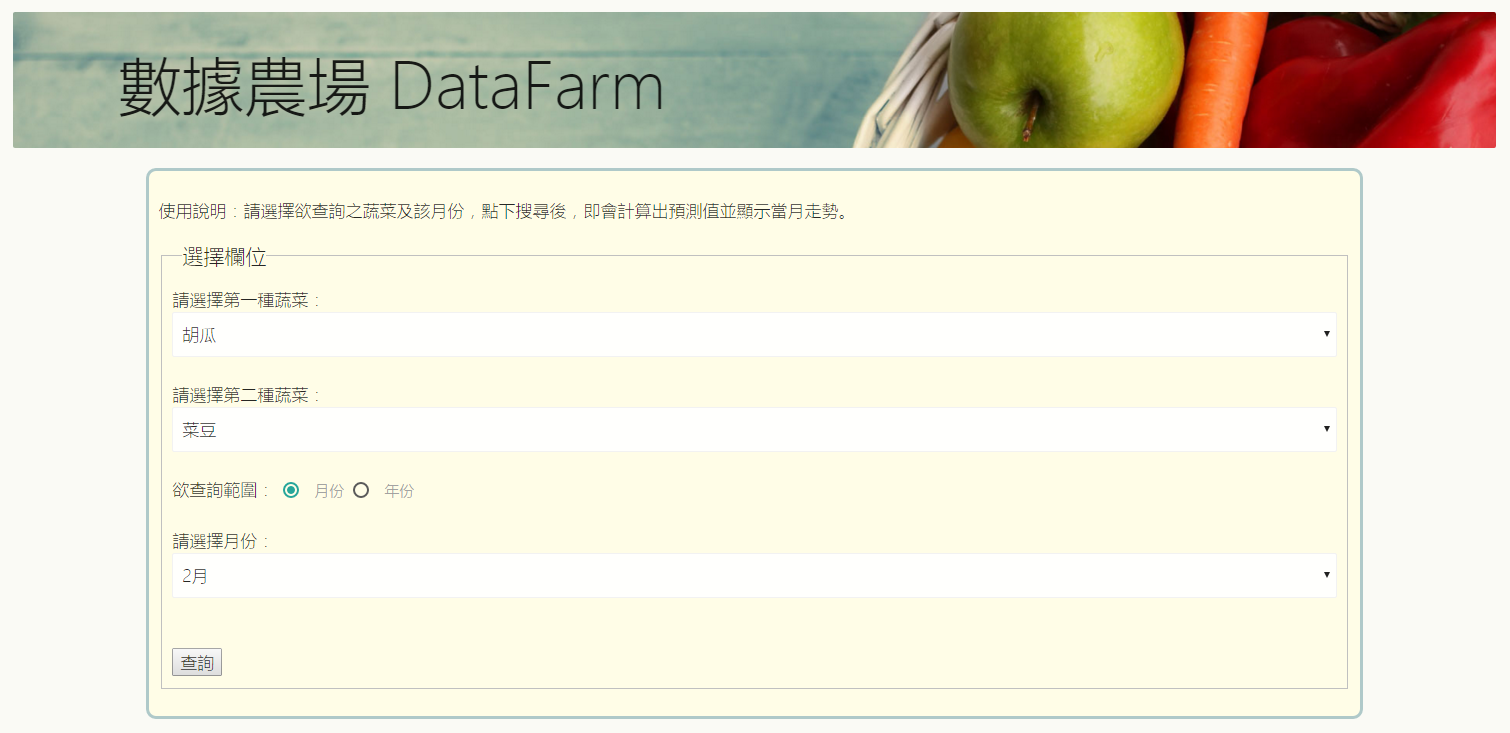 數據農場 DataFarm
使用說明：請選擇欲查詢之蔬菜及該月份，點下搜尋後，即會計算出預測值並顯示當月走勢。
選擇欄位
請選擇第一種蔬菜：
胡瓜
請選擇第二種蔬菜：
菜豆
欲查詢範圍： 月份 年份
請選擇月份：
2月
查詢